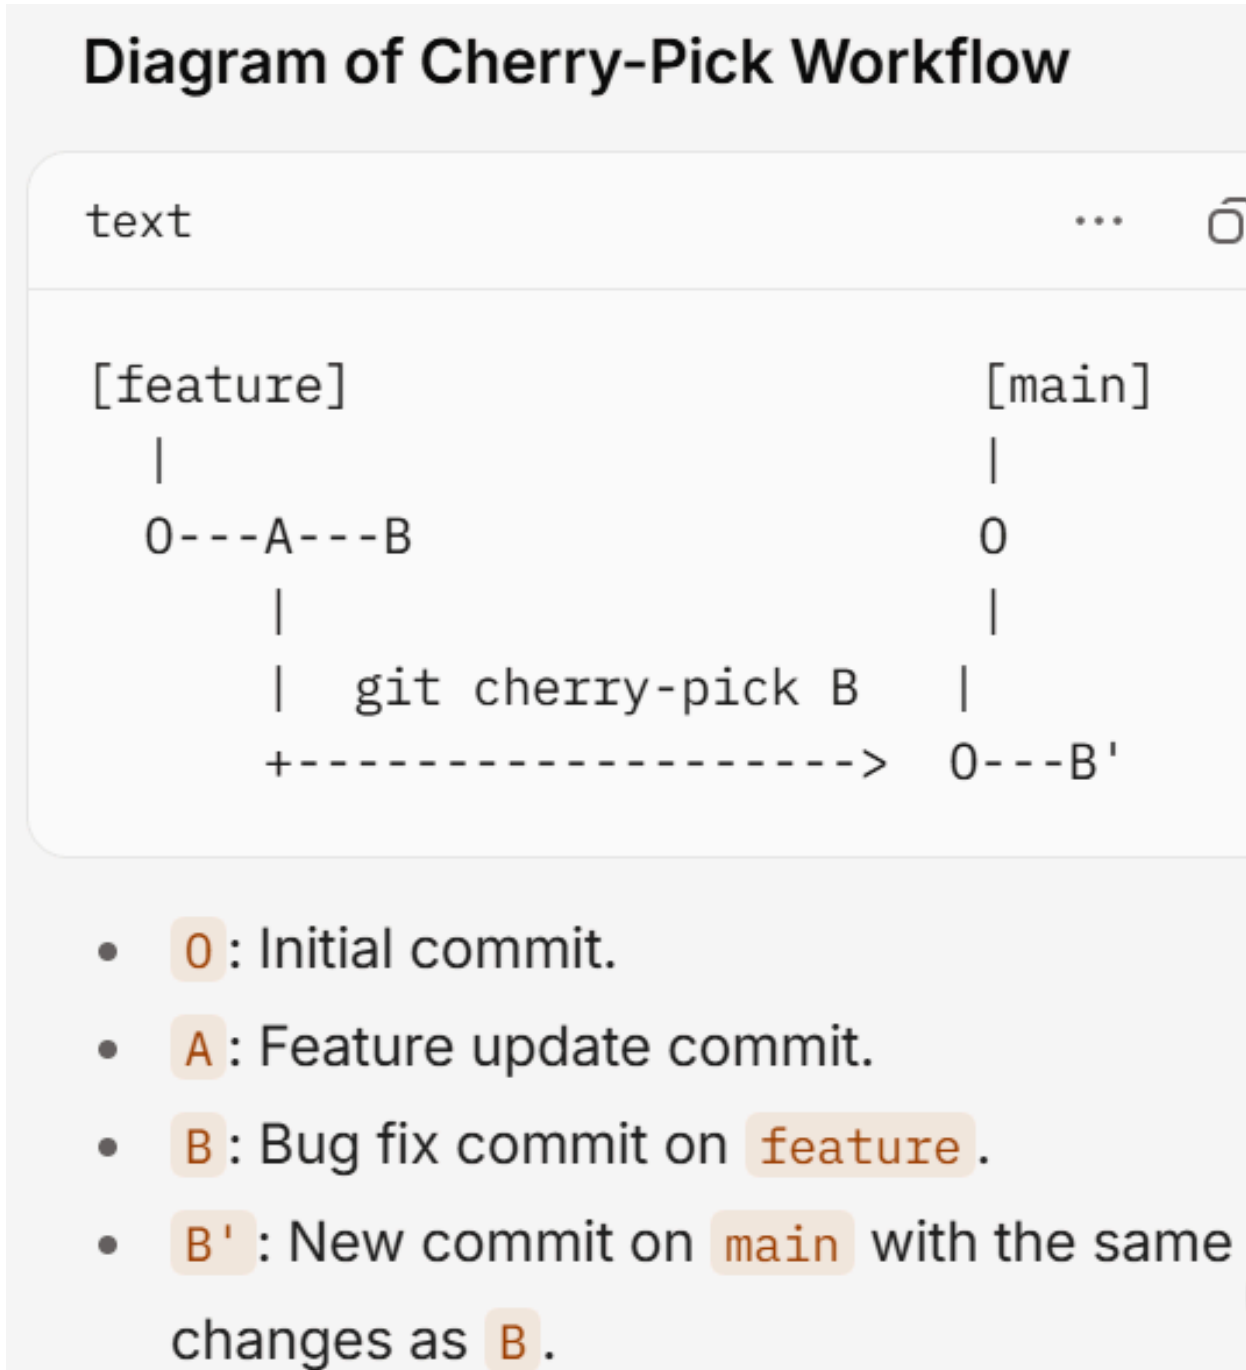 Diagram of Cherry-Pick Workflow
text
[feature]                      [main]
  |                            |
  O---A---B                   O
      |                       |
      |  git cherry-pick B   |
      +------------------->  O---B'
O: Initial commit.
A: Feature update commit.
B: Bug fix commit on feature.
B': New commit on main with the same
changes as B.